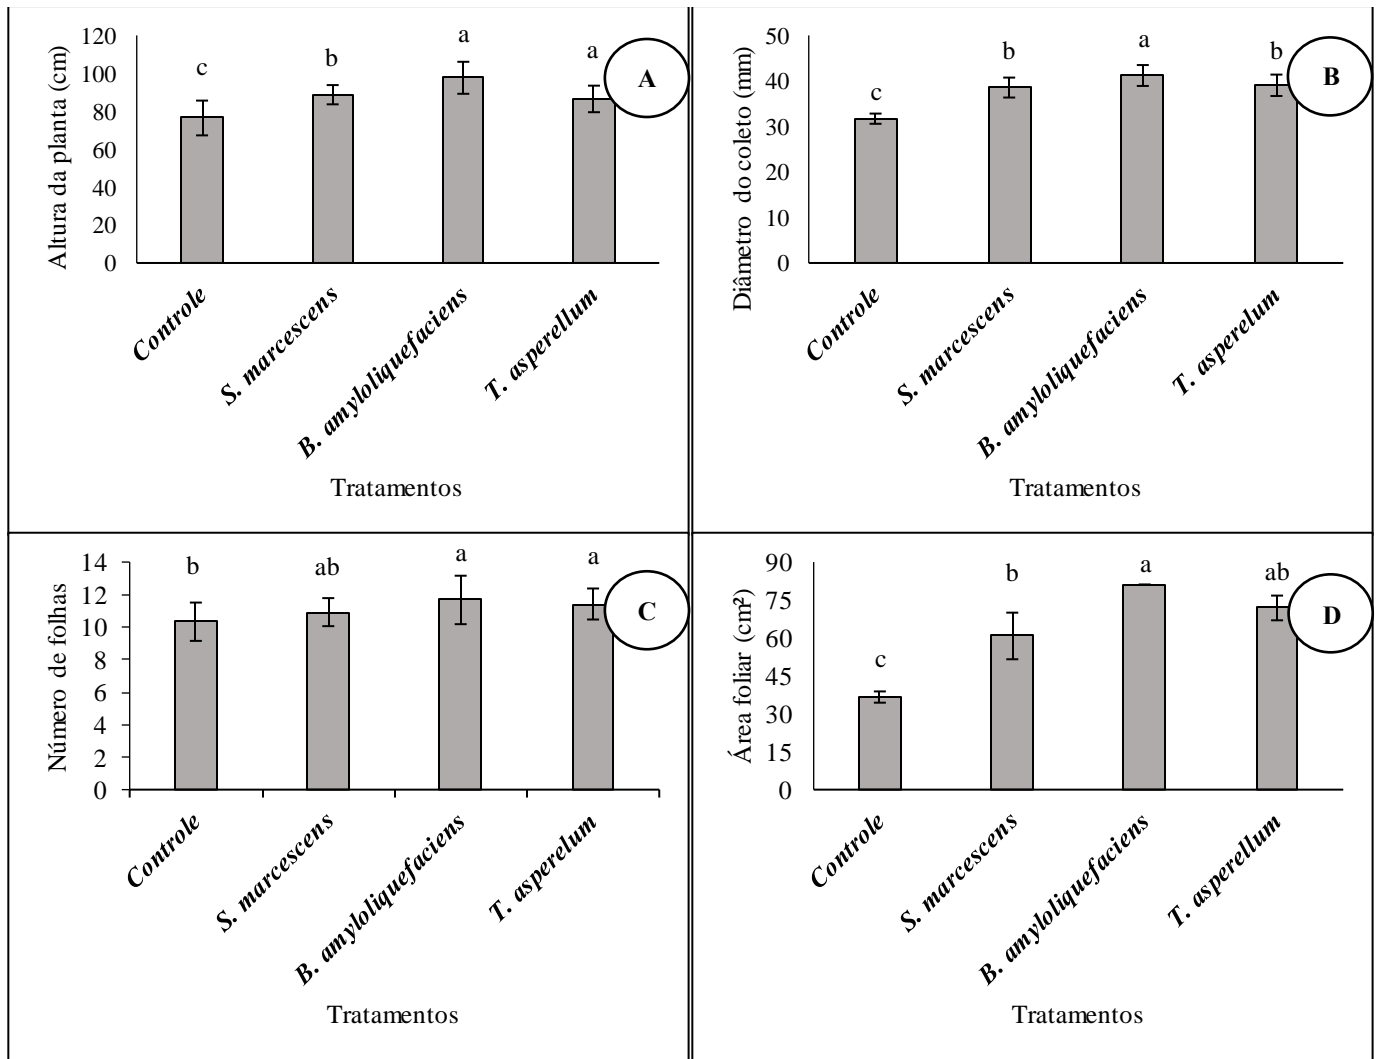 A
Altura da planta (cm)
120
100
80
60
40
20
0
c
b
a
a
Controle
S. marcescens
B. amyloliquefaciens
T. asperellum
Tratamentos
B
Diâmetro do coleto (mm)
50
40
30
20
10
0
c
b
a
b
Controle
S. marcescens
B. amyloliquefaciens
T. asperelum
Tratamentos
C
Número de folhas
14
12
10
8
6
4
2
0
b
ab
a
a
Controle
S. marcescens
B. amyloliquefaciens
T. asperelum
Tratamentos
D
Área foliar (cm²)
90
75
60
45
30
15
0
c
b
a
ab
Controle
S. marcescens
B. amyloliquefaciens
T. asperellum
Tratamentos